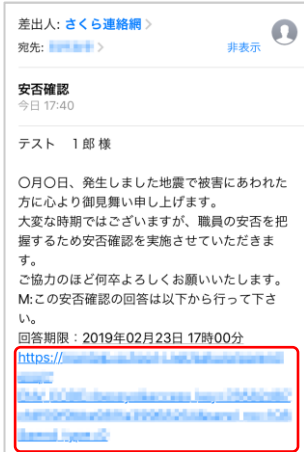 差出人: さくら連絡網
宛先:
非表示
安否確認
今日 17:40
テスト 1郎 様
〇月〇日、発生しました地震で被害にあわれた
方に心より御見舞い申し上げます。
大変な時期ではございますが、職員の安否を把
握するため安否確認を実施させていただきま
す。
ご協力のほど何卒よろしくお願いいたします。
M:この安否確認の回答は以下から行って下さ
い。
回答期限：2019年02月23日 17時00分
https://